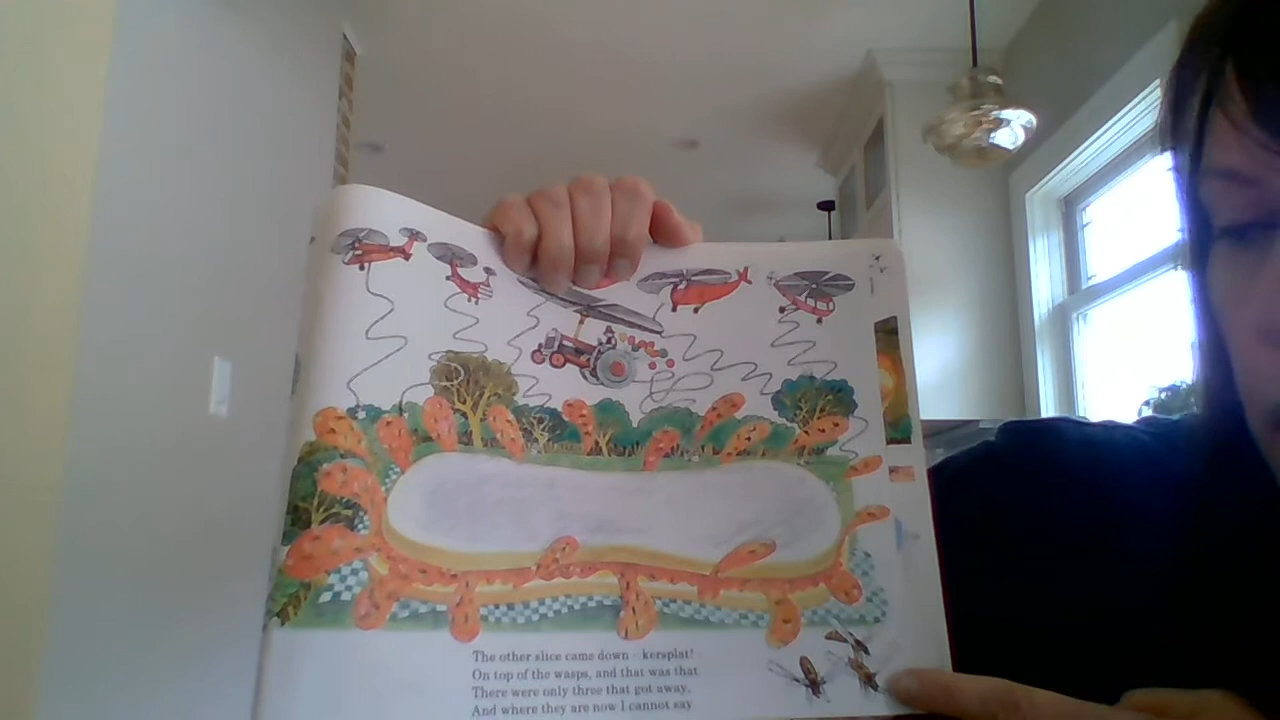 The other slice came down – kersplat!
On top of the wasps, and that was that
There were only three that got away,
And where they are now I cannot say